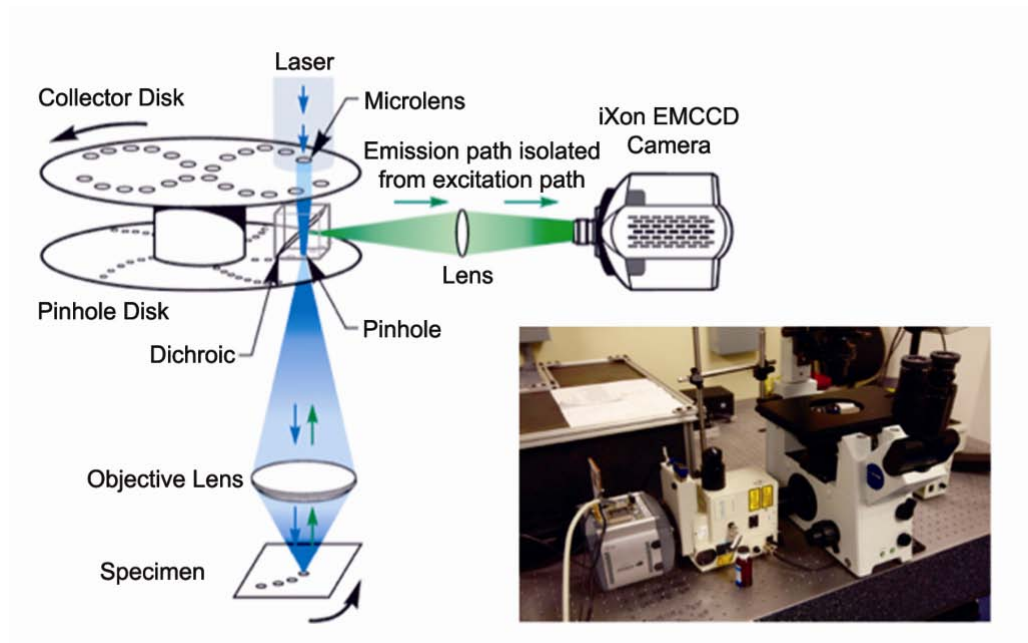 Laser
Collector Disk
Microlens
iXon EMCCD
Camera
Emission path isolated
from excitation path
Lens
Pinhole Disk
Pinhole
Dichroic
Objective Lens
Specimen